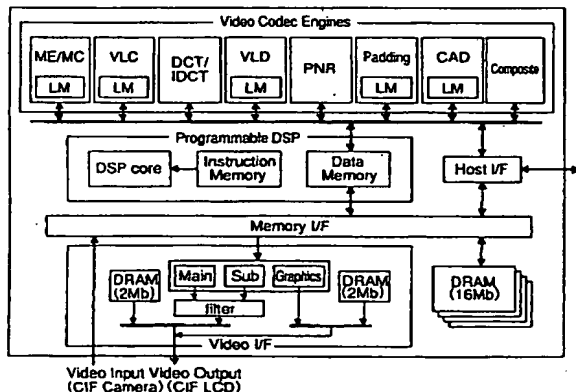 Video Codec Engines
ME/MC
LM
VLC
LM
DCT/
IDCT
VLD
LM
PNR
Padding
LM
CAD
LM
Composite
Programmable DSP
DSP core
Instruction
Memory
Data
Memory
Host I/F
Memory I/F
DRAM
(2Mb)
Main
Sub
Graphics
filter
DRAM
(2Mb)
Video I/F
DRAM
(16Mb)
Video Input Video Output
(CIF Camera) (CIF LCD)